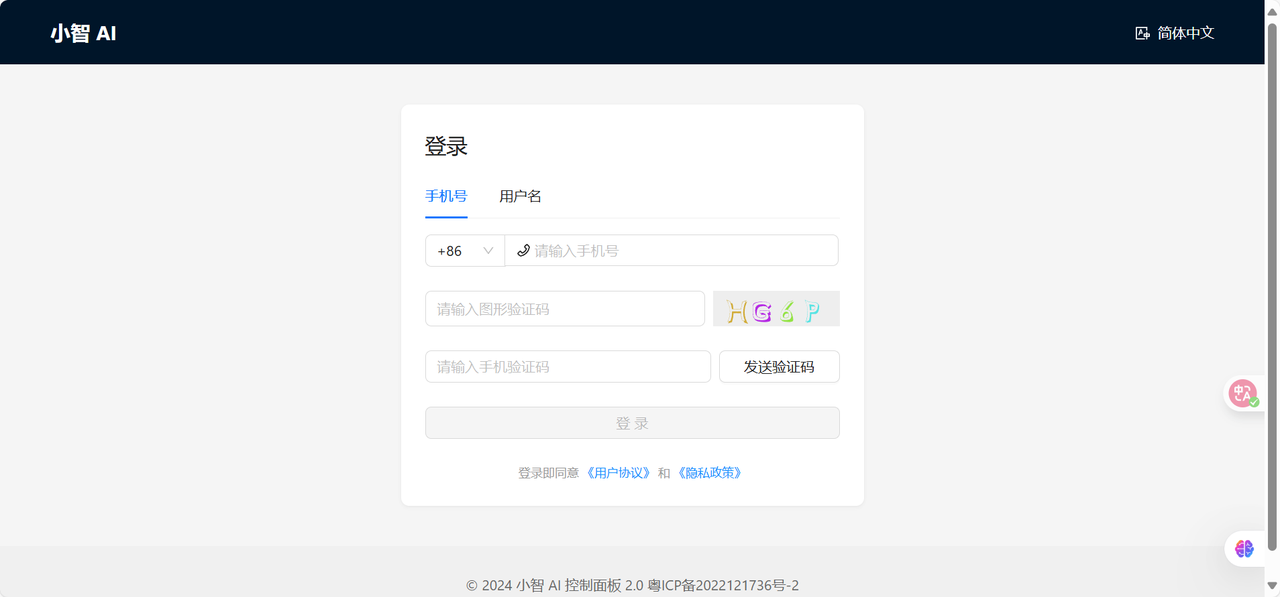 小智 AI
简体中文
登录
手机号 用户名
+86 请输入手机号
请输入图形验证码 HG6P
请输入手机验证码 发送验证码
登 录
登录即同意 《用户协议》 和 《隐私政策》
© 2024 小智 AI 控制面板 2.0 粤ICP备2022121736号-2
中
A